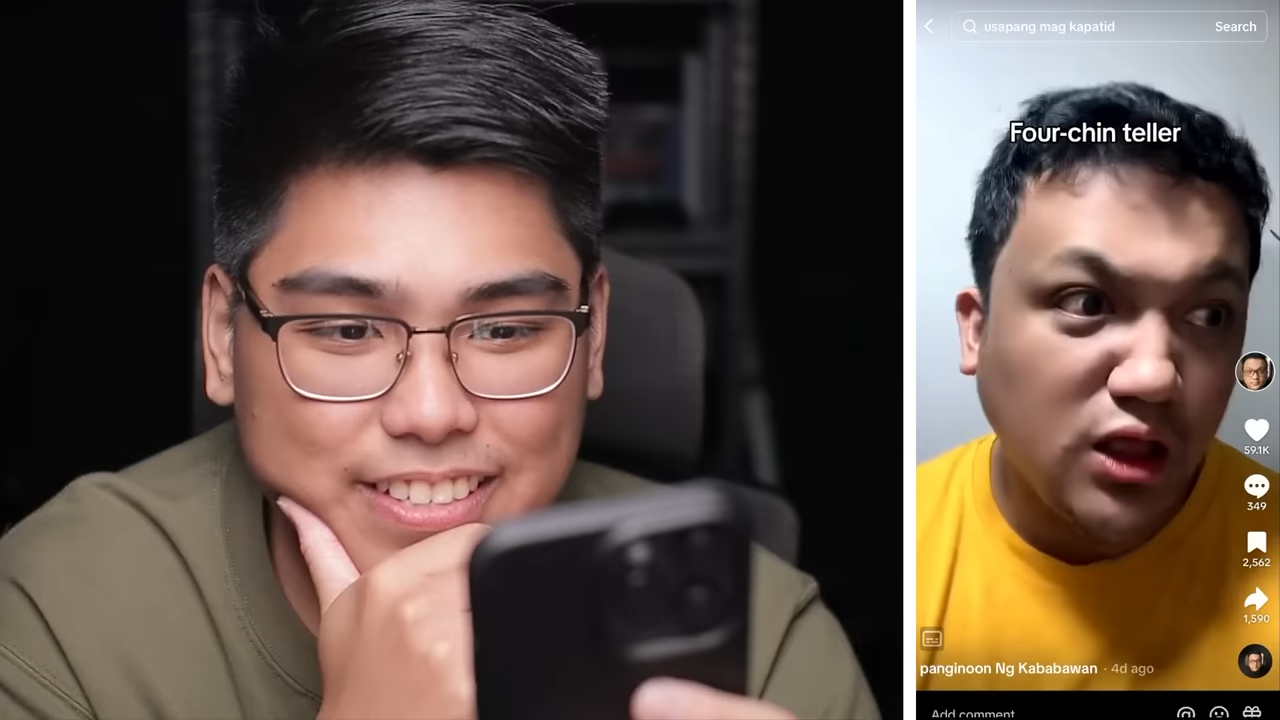 usapang mag kapatid
Search
Four-chin teller
59.1K
349
2,562
1,590
panginoon Ng Kababawan · 4d ago
Add comment